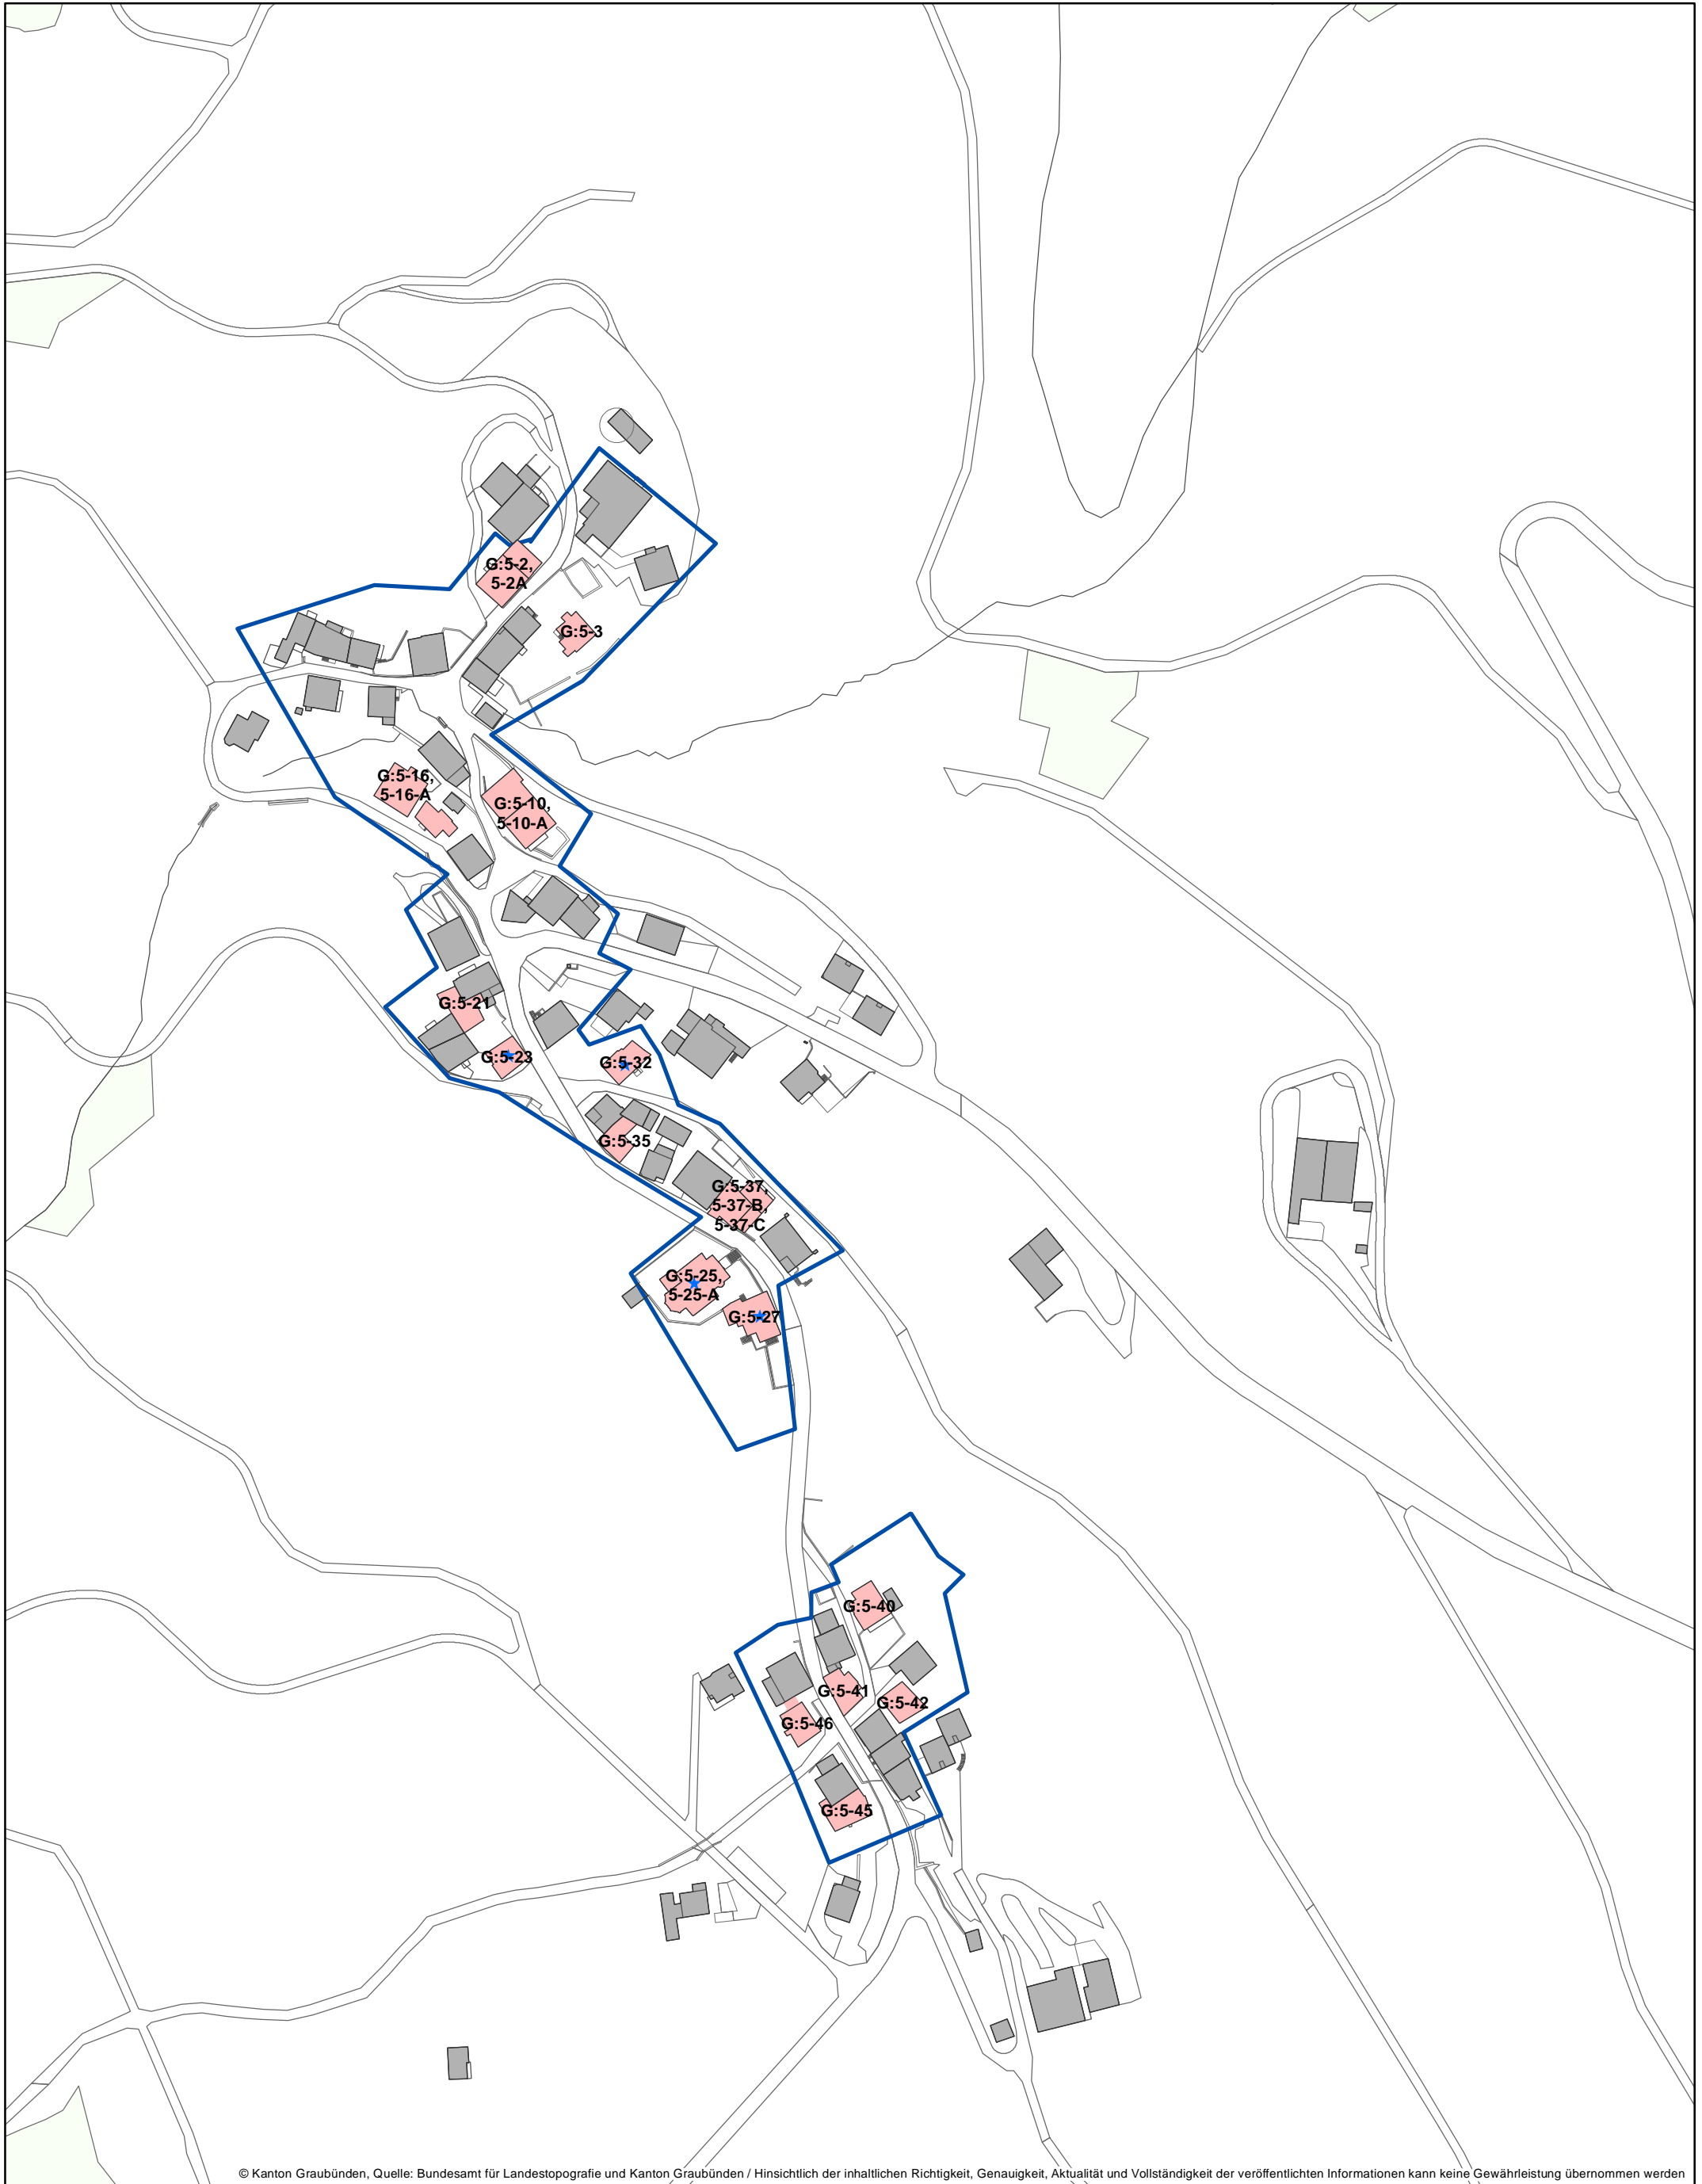 G:5-2,
5-2A
G:5-3
G:5-16,
5-16-A
G:5-10,
5-10-A
G:5-21
G:5-23
G:5-32
G:5-35
G:5-37,
5-37-B,
5-37-C
G:5-25,
5-25-A
G:5-27
G:5-40
G:5-41
G:5-42
G:5-46
G:5-45
© Kanton Graubünden, Quelle: Bundesamt für Landestopografie und Kanton Graubünden / Hinsichtlich der inhaltlichen Richtigkeit, Genauigkeit, Aktualität und Vollständigkeit der veröffentlichten Informationen kann keine Gewährleistung übernommen werden